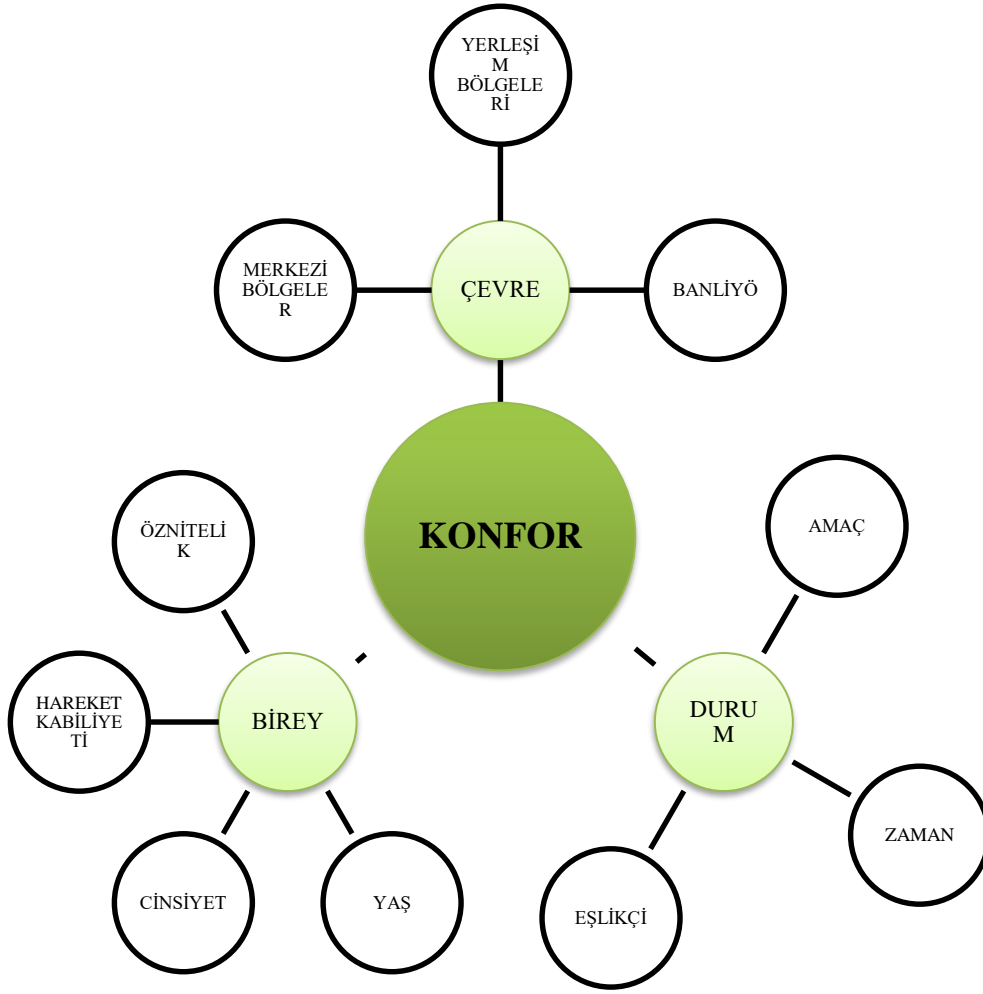 YERLEŞİ
M
BÖLGELE
Rİ
MERKEZİ
BÖLGELE
R
ÇEVRE
BANLİYÖ
KONFOR
ÖZNİTELİ
K
AMAÇ
HAREKET
KABİLİYE
Tİ
BİREY
DURU
M
ZAMAN
CİNSİYET
YAŞ
EŞLİKÇİ